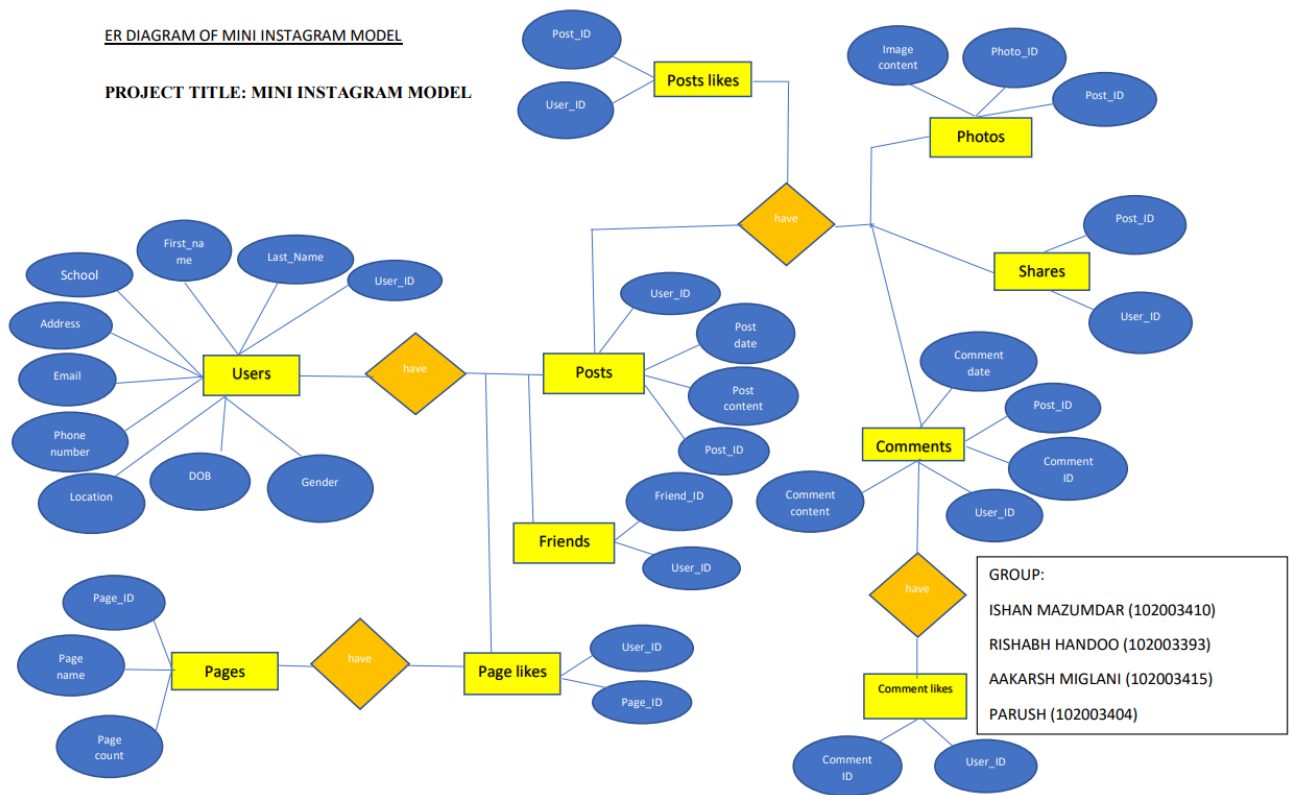 ER DIAGRAM OF MINI INSTAGRAM MODEL
PROJECT TITLE: MINI INSTAGRAM MODEL
Post_ID
User_ID
Posts likes
Image
content
Photo_ID
Post_ID
Photos
have
Post_ID
Shares
User_ID
School
First_na
me
Last_Name
User_ID
Address
Email
Phone
number
Location
DOB
Gender
Users
have
Posts
User_ID
Post
date
Post
content
Post_ID
Friends
Friend_ID
User_ID
Comment
date
Post_ID
Comments
Comment
ID
Comment
content
User_ID
have
Comment likes
Comment
ID
User_ID
Page_ID
Page
name
Page
count
Pages
have
Page likes
User_ID
Page_ID
GROUP:
ISHAN MAZUMDAR (102003410)
RISHABH HANDOO (102003393)
AAKARSH MIGLANI (102003415)
PARUSH (102003404)